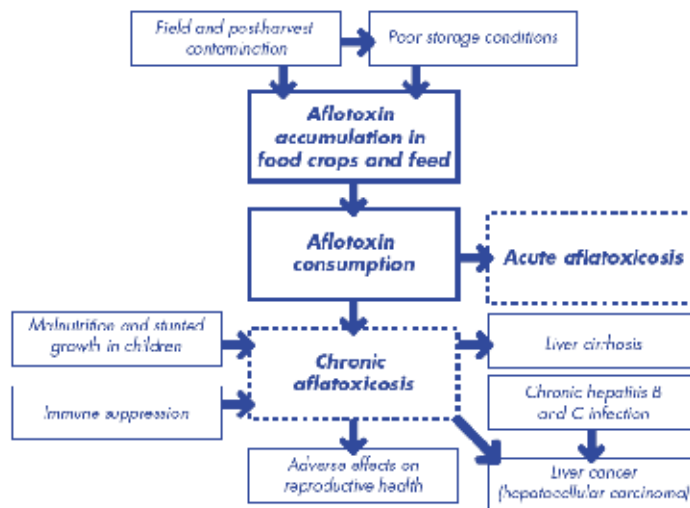 Field and post-harvest
contamination
Poor storage conditions
Aflotoxin
accumulation in
food crops and feed
Aflotoxin
consumption
Acute aflatoxicosis
Malnutrition and stunted
growth in children
Chronic
aflatoxicosis
Liver cirrhosis
Immune suppression
Chronic hepatitis B
and C infection
Adverse effects on
reproductive health
Liver cancer
(hepatocellular carcinoma)